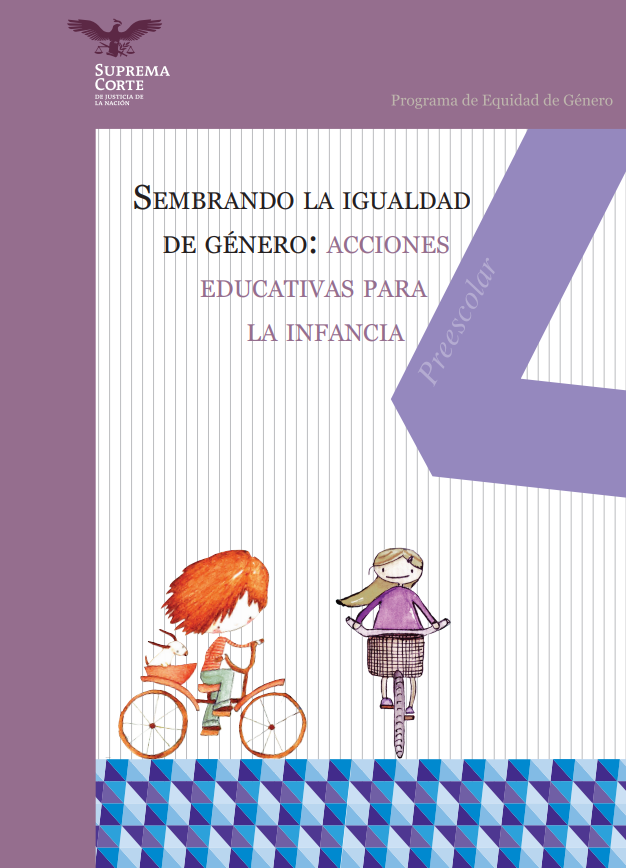 SUPREMA
CORTE
DE JUSTICIA DE
LA NACIÓN
Programa de Equidad de Género
SEMBRANDO LA IGUALDAD
DE GÉNERO: ACCIONES
EDUCATIVAS PARA
LA INFANCIA
Preescolar